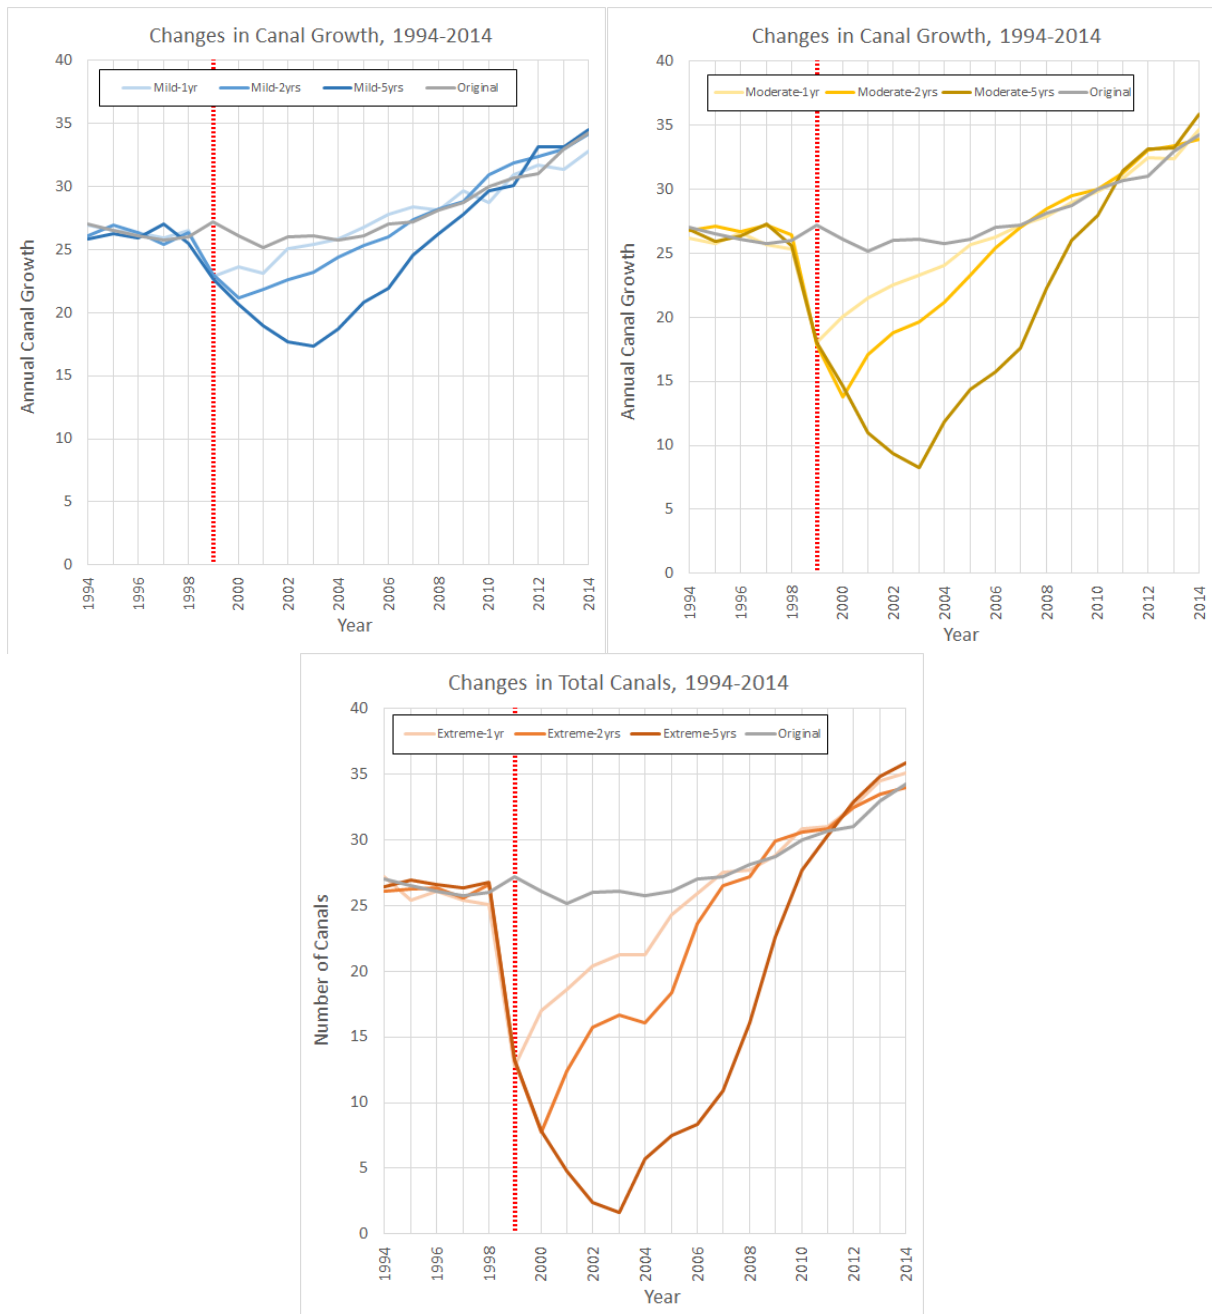 Changes in Canal Growth, 1994-2014
Mild-1yr Mild-2yrs Mild-5yrs Original
40
35
30
25
20
15
10
5
0
Annual Canal Growth
1994 1996 1998 2000 2002 2004 2006 2008 2010 2012 2014
Year
Changes in Canal Growth, 1994-2014
Moderate-1yr Moderate-2yrs Moderate-5yrs Original
40
35
30
25
20
15
10
5
0
Annual Canal Growth
1994 1996 1998 2000 2002 2004 2006 2008 2010 2012 2014
Year
Changes in Total Canals, 1994-2014
Extreme-1yr Extreme-2yrs Extreme-5yrs Original
40
35
30
25
20
15
10
5
0
Number of Canals
1994 1996 1998 2000 2002 2004 2006 2008 2010 2012 2014
Year